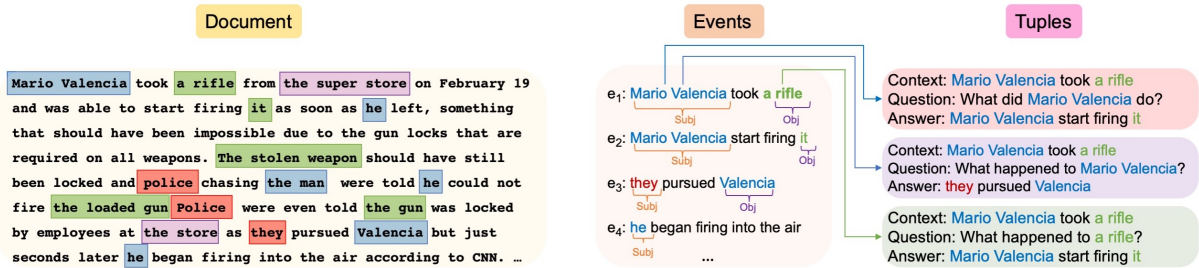 Document
Mario Valencia took a rifle from the super store on February 19
and was able to start firing it as soon as he left, something
that should have been impossible due to the gun locks that are
required on all weapons. The stolen weapon should have still
been locked and police chasing the man were told he could not
fire the loaded gun Police were even told the gun was locked
by employees at the store as they pursued Valencia but just
seconds later he began firing into the air according to CNN. …
Events
e1: Mario Valencia took a rifle
Subj
Obj
e2: Mario Valencia start firing it
Subj
Obj
e3: they pursued Valencia
Subj
Obj
e4: he began firing into the air
Subj
...
Tuples
Context: Mario Valencia took a rifle
Question: What did Mario Valencia do?
Answer: Mario Valencia start firing it
Context: Mario Valencia took a rifle
Question: What happened to Mario Valencia?
Answer: they pursued Valencia
Context: Mario Valencia took a rifle
Question: What happened to a rifle?
Answer: Mario Valencia start firing it